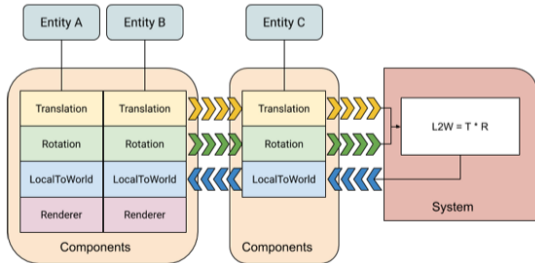 Entity A
Entity B
Entity C
Translation
Translation
Translation
Rotation
Rotation
Rotation
LocalToWorld
LocalToWorld
LocalToWorld
Renderer
Renderer
L2W = T * R
Components
Components
System